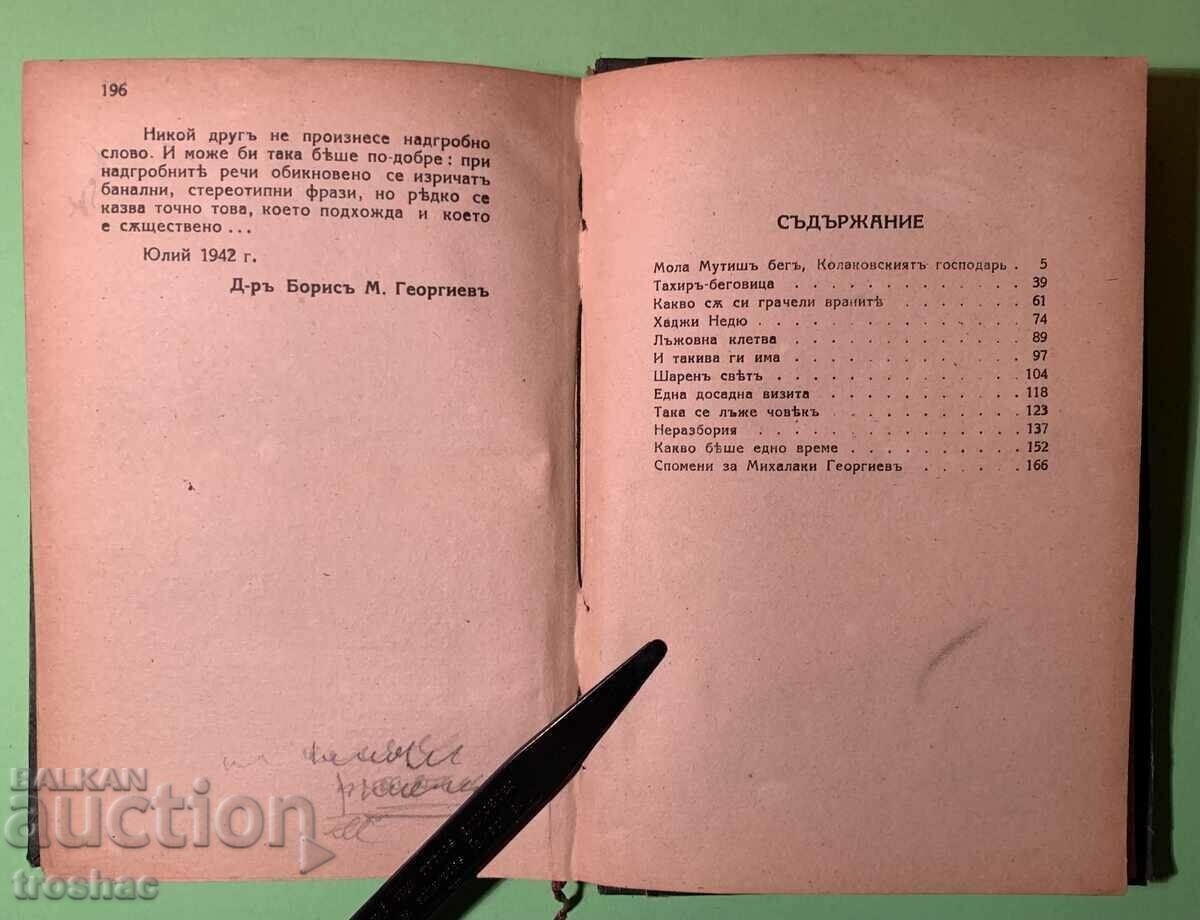 196
Никой другъ не произнесе надгробно
слово. И може би така бѣше по-добре: при
надгробнитѣ речи обикновено се изричатъ
банални, стереотипни фрази, но рѣдко се
казва точно това, което подхожда и което
е сѫществено ...
Юлий 1942 г.
Д-ръ Борисъ М. Георгиевъ
СЪДЪРЖАНИЕ
Мола Мутишъ бегъ, Колаковскиятъ господарь . 5
Тахиръ-беговица . . . . . . . . . . . . . . 39
Какво сѫ си грачели вранитѣ . . . . . . . 61
Хаджи Недю . . . . . . . . . . . . . . . 74
Лъжовна клетва . . . . . . . . . . . . . . 89
И такива ги има . . . . . . . . . . . . . 97
Шаренъ свѣтъ . . . . . . . . . . . . . . 104
Една досадна визита . . . . . . . . . . . 118
Така се лъже човѣкъ . . . . . . . . . . . 123
Неразбория . . . . . . . . . . . . . . . 137
Какво бѣше едно време . . . . . . . . . . 152
Спомени за Михалаки Георгиевъ . . . . . . 166
BALKAN
auction
troshac